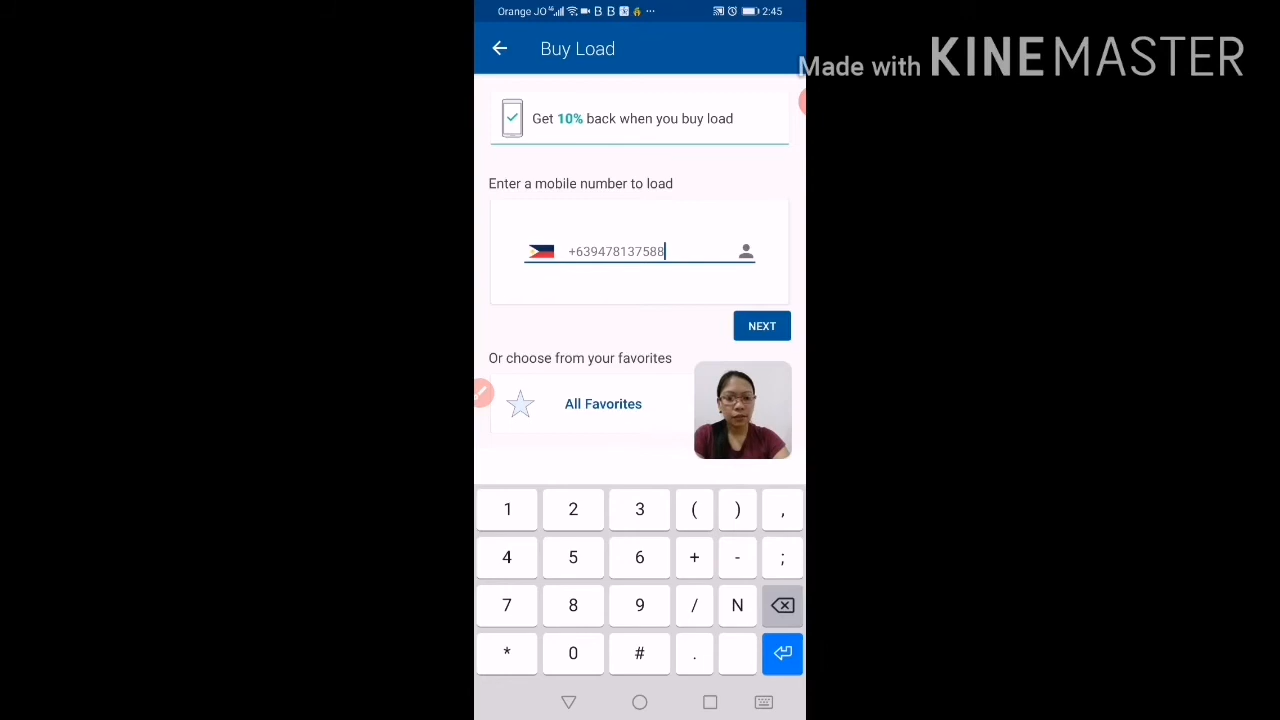 Orange JO 4G 2:45
Buy Load
Made with KINEMASTER
Get 10% back when you buy load
Enter a mobile number to load
+639478137588
NEXT
Or choose from your favorites
All Favorites
1 2 3 ( ) ,
4 5 6 + - ;
7 8 9 / N
* 0 # .